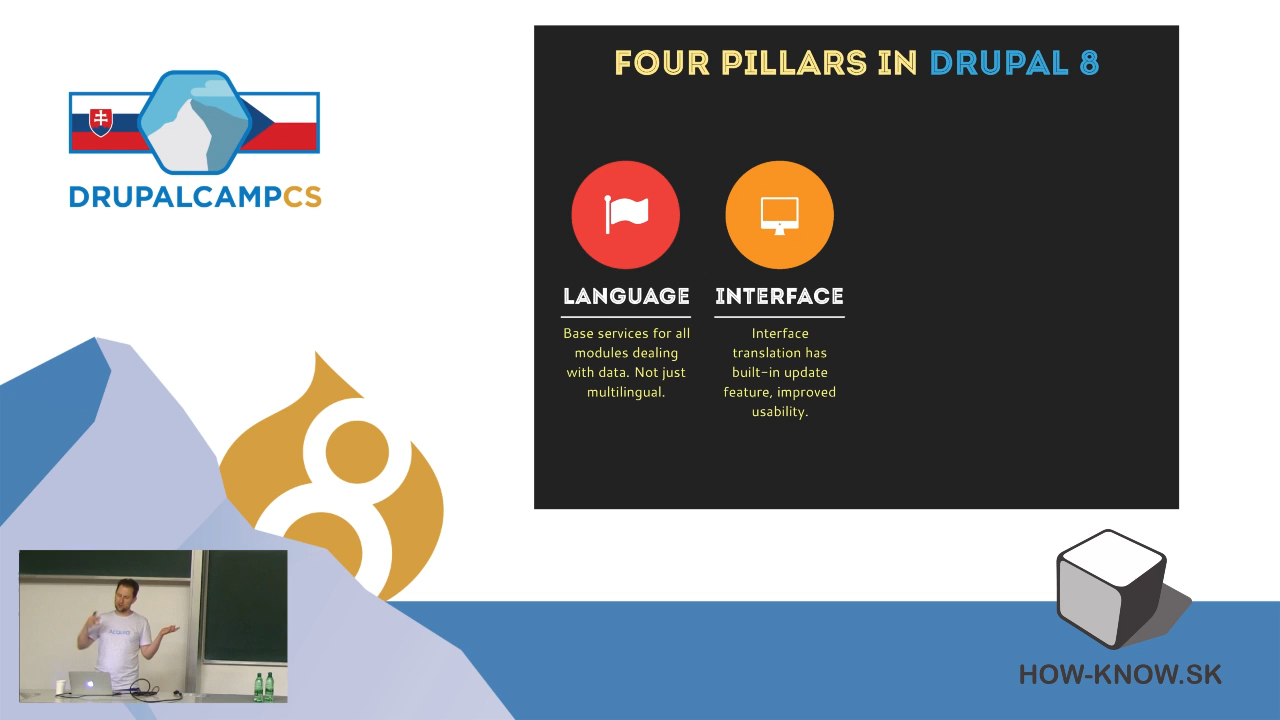 FOUR PILLARS IN DRUPAL 8
DRUPALCAMPCS
LANGUAGE
Base services for all
modules dealing
with data. Not just
multilingual.
INTERFACE
Interface
translation has
built-in update
feature, improved
usability.
ACQUIA
HOW-KNOW.SK